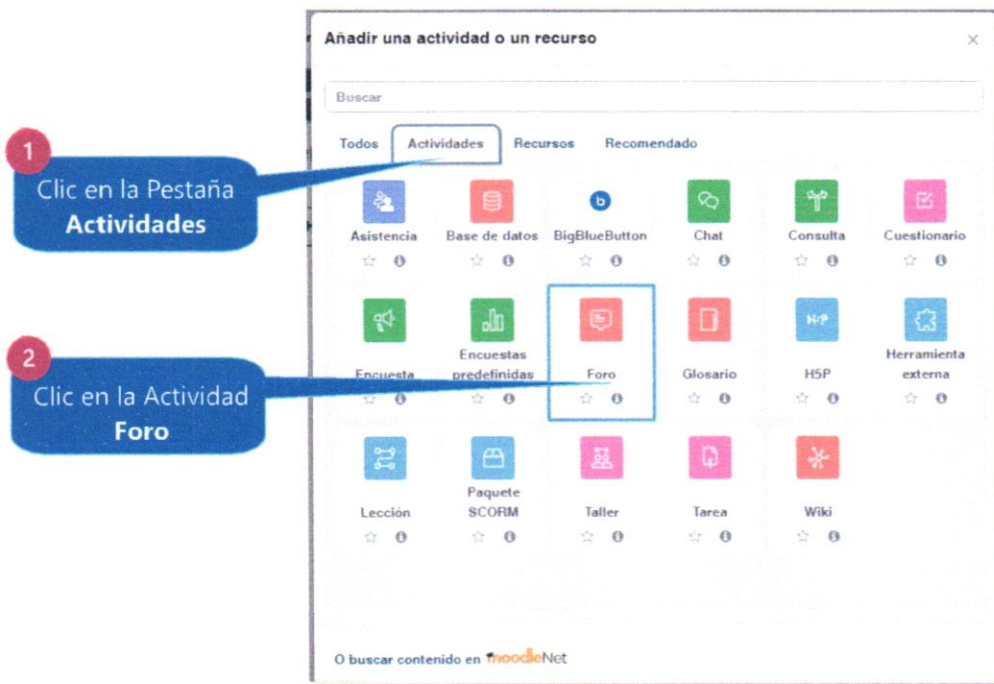 Añadir una actividad o un recurso
Buscar
Todos Actividades Recursos Recomendado
1
Clic en la Pestaña
Actividades
Asistencia Base de datos BigBlueButton Chat Consulta Cuestionario
2
Clic en la Actividad
Foro
Encuesta
Encuestas
predefinidas
Foro Glosario H5P
Herramienta
externa
Lección
Paquete
SCORM
Taller Tarea Wiki
O buscar contenido en moodleNet